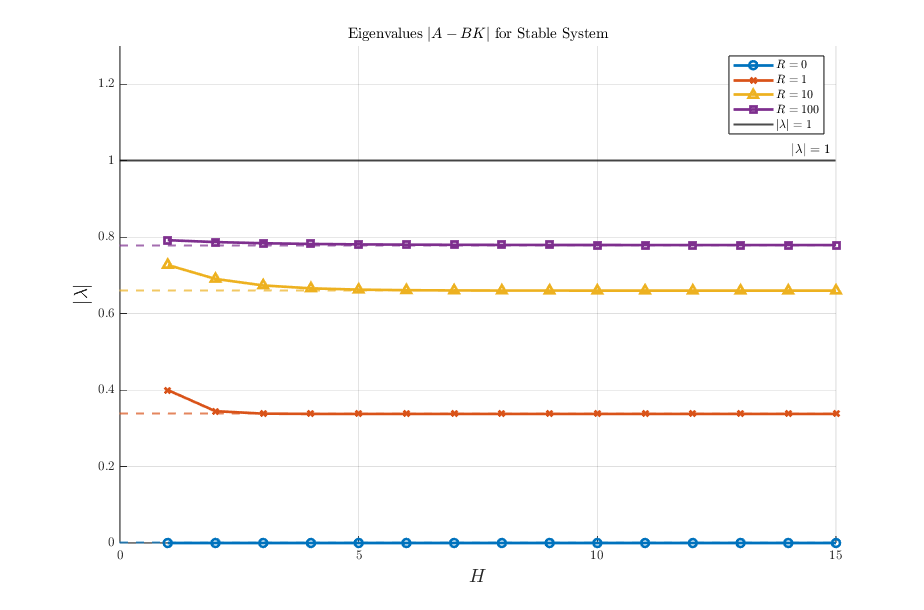 Eigenvalues |A − BK| for Stable System
R = 0
R = 1
R = 10
R = 100
|λ| = 1
|λ| = 1
1.2
1
0.8
0.6
0.4
0.2
0
|λ|
0 5 10 15
H